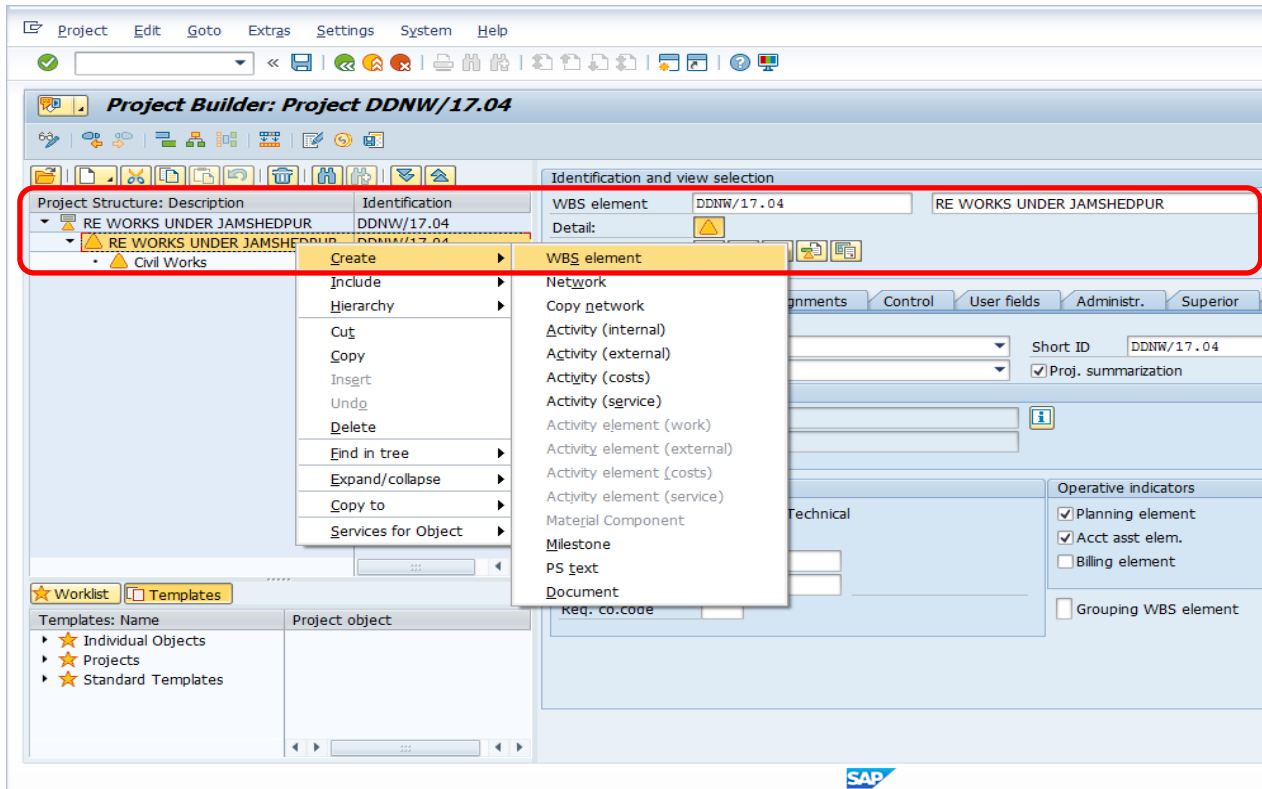 Project Edit Goto Extras Settings System Help
Project Builder: Project DDNW/17.04
Identification and view selection
Project Structure: Description Identification
WBS element DDNW/17.04 RE WORKS UNDER JAMSHEDPUR
RE WORKS UNDER JAMSHEDPUR DDNW/17.04
Detail:
RE WORKS UNDER JAMSHEDPUR DDNW/17.04
Civil Works
Create
Include
Hierarchy
Cut
Copy
Insert
Undo
Delete
Find in tree
Expand/collapse
Copy to
Services for Object
WBS element
Network
Copy network
Activity (internal)
Activity (external)
Activity (costs)
Activity (service)
Activity element (work)
Activity element (external)
Activity element (costs)
Activity element (service)
Material Component
Milestone
PS text
Document
gnments Control User fields Administr. Superior
Short ID DDNW/17.04
Proj. summarization
Technical
Operative indicators
Planning element
Acct asst elem.
Billing element
Req. co.code
Grouping WBS element
Worklist Templates
Templates: Name Project object
Individual Objects
Projects
Standard Templates
SAP